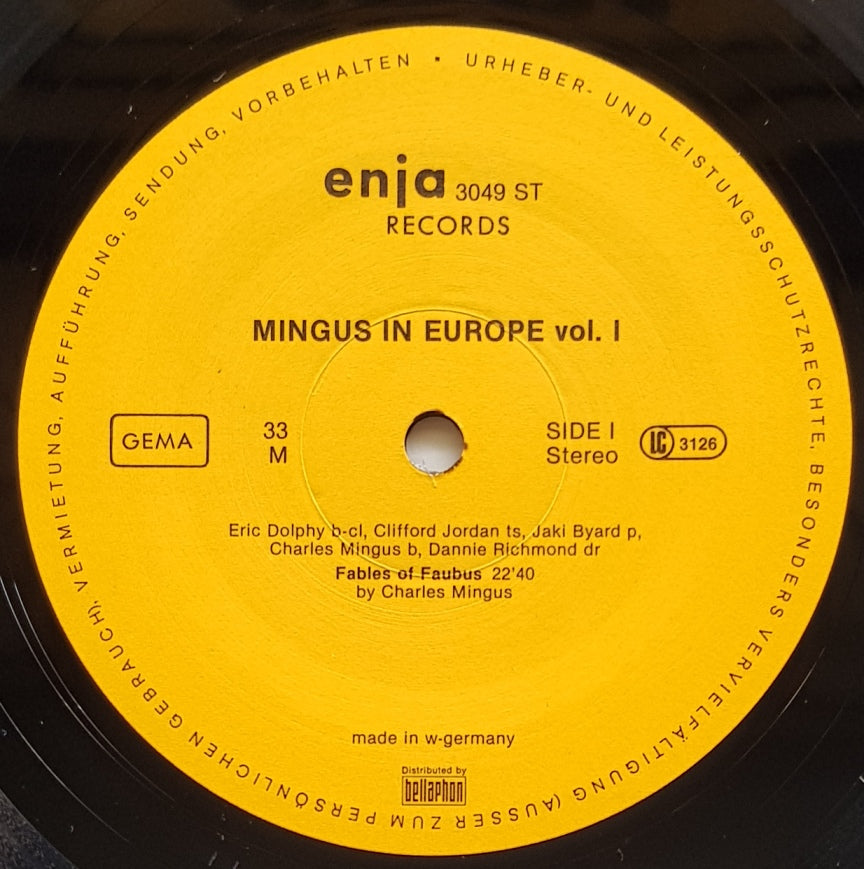 URHEBER- UND LEISTUNGSSCHUTZRECHTE, BESONDERS VERVIELFÄLTIGUNG (AUSSER ZUM PERSÖNLICHEN GEBRAUCH), VERMIETUNG, AUFFÜHRUNG, SENDUNG, VORBEHALTEN •
enja 3049 ST
RECORDS
MINGUS IN EUROPE vol. I
GEMA
33
M
SIDE I
Stereo
LC 3126
Eric Dolphy b-cl, Clifford Jordan ts, Jaki Byard p,
Charles Mingus b, Dannie Richmond dr
Fables of Faubus 22'40
by Charles Mingus
made in w-germany
Distributed by
bellaphon